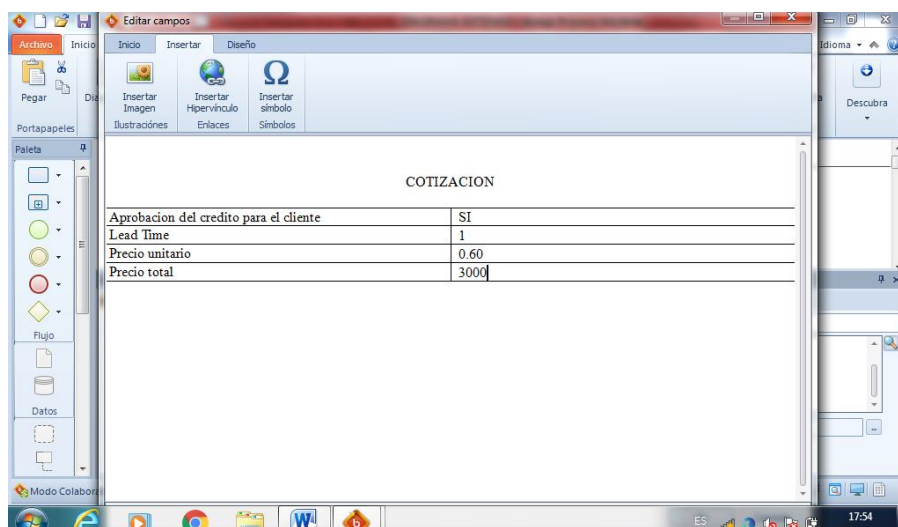 Editar campos
Archivo Inicio Inicio Insertar Diseño Idioma
Pegar Insertar Imagen Insertar Hipervínculo Insertar símbolo Descubra
Portapapeles Ilustraciónes Enlaces Símbolos
Paleta
COTIZACION
Aprobacion del credito para el cliente SI
Lead Time 1
Precio unitario 0.60
Precio total 3000
Flujo
Datos
Modo Colabor
ES 17:54